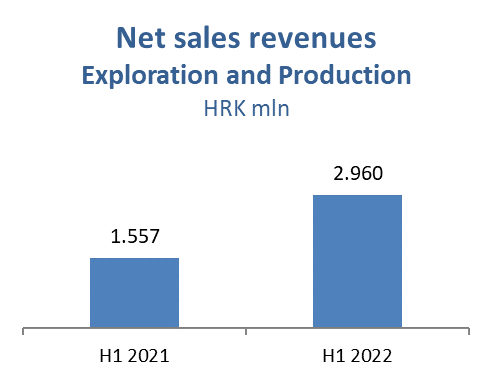 Net sales revenues
Exploration and Production
HRK mln
2.960
1.557
H1 2021
H1 2022